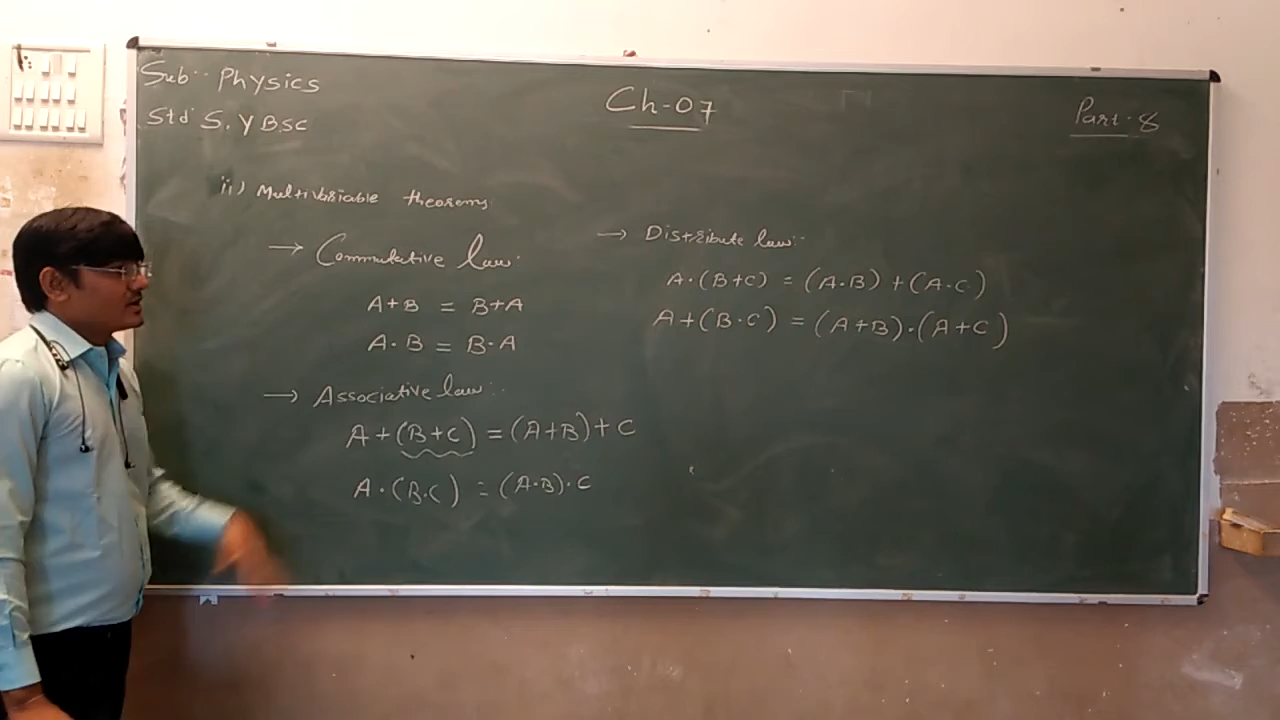 Sub:- Physics
Std S.Y BSC
Ch-07
Part-8
ii) Multivariable theorems
→ Commutative law:
A+B = B+A
A·B = B·A
→ Associative law:-
A+(B+C) = (A+B)+C
A·(B·C) = (A·B)·C
→ Distribute law:-
A·(B+C) = (A·B)+(A·C)
A+(B·C) = (A+B)·(A+C)